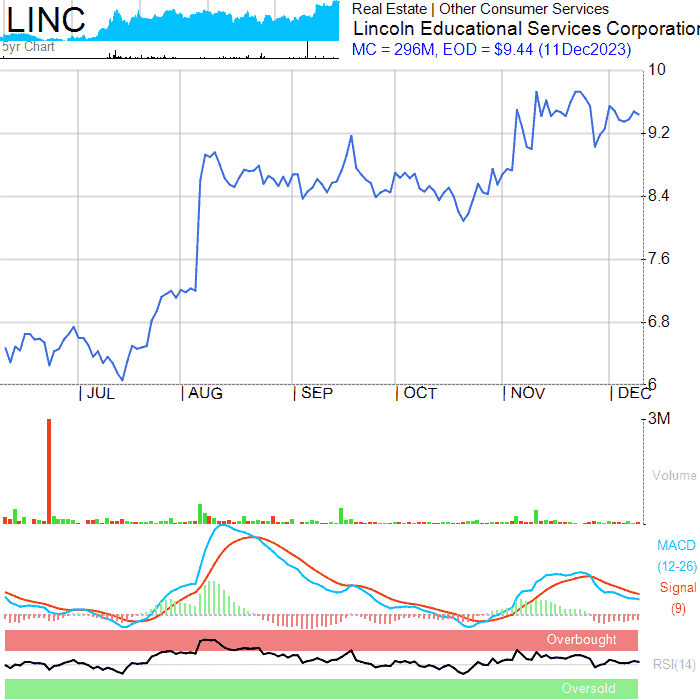 LINC
5yr Chart
Real Estate | Other Consumer Services
Lincoln Educational Services Corporation
MC = 296M, EOD = $9.44 (11Dec2023)
10
9.2
8.4
7.6
6.8
6
JUL
AUG
SEP
OCT
NOV
DEC
3M
Volume
MACD
(12-26)
Signal
(9)
Overbought
RSI(14)
Oversold